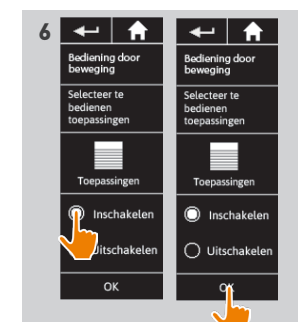 6
Bediening door
beweging
Selecteer te
bedienen
toepassingen
Toepassingen
Inschakelen
Uitschakelen
OK
Bediening door
beweging
Selecteer te
bedienen
toepassingen
Toepassingen
Inschakelen
Uitschakelen
OK